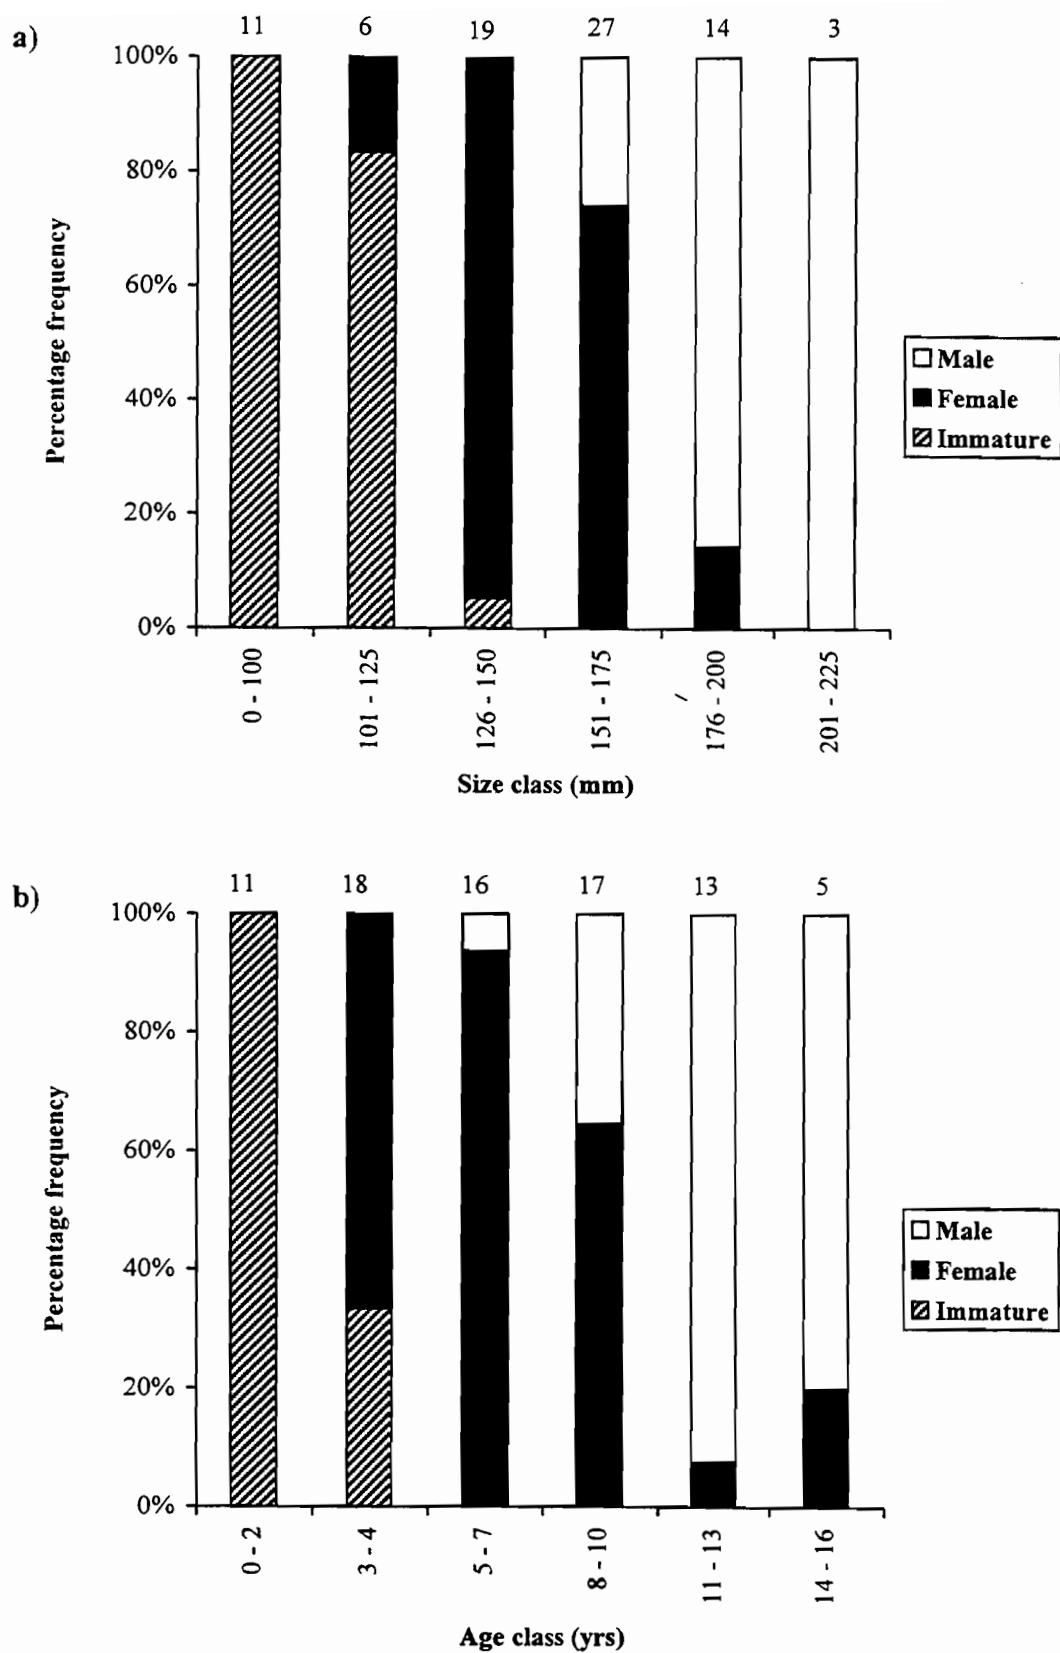 a)
11 6 19 27 14 3
100%
80%
60%
40%
20%
0%
Percentage frequency
0 - 100
101 - 125
126 - 150
151 - 175
176 - 200
201 - 225
Size class (mm)
Male
Female
Immature
b)
11 18 16 17 13 5
100%
80%
60%
40%
20%
0%
Percentage frequency
0 - 2
3 - 4
5 - 7
8 - 10
11 - 13
14 - 16
Age class (yrs)
Male
Female
Immature